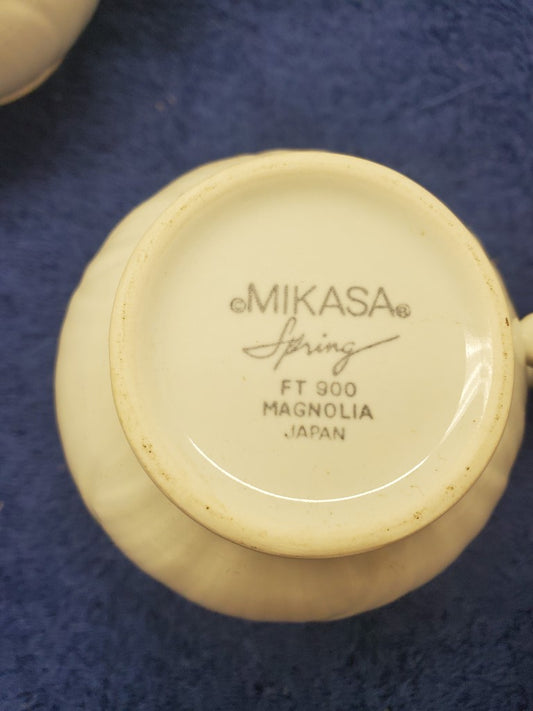 ©MIKASA®
Spring
FT 900
MAGNOLIA
JAPAN